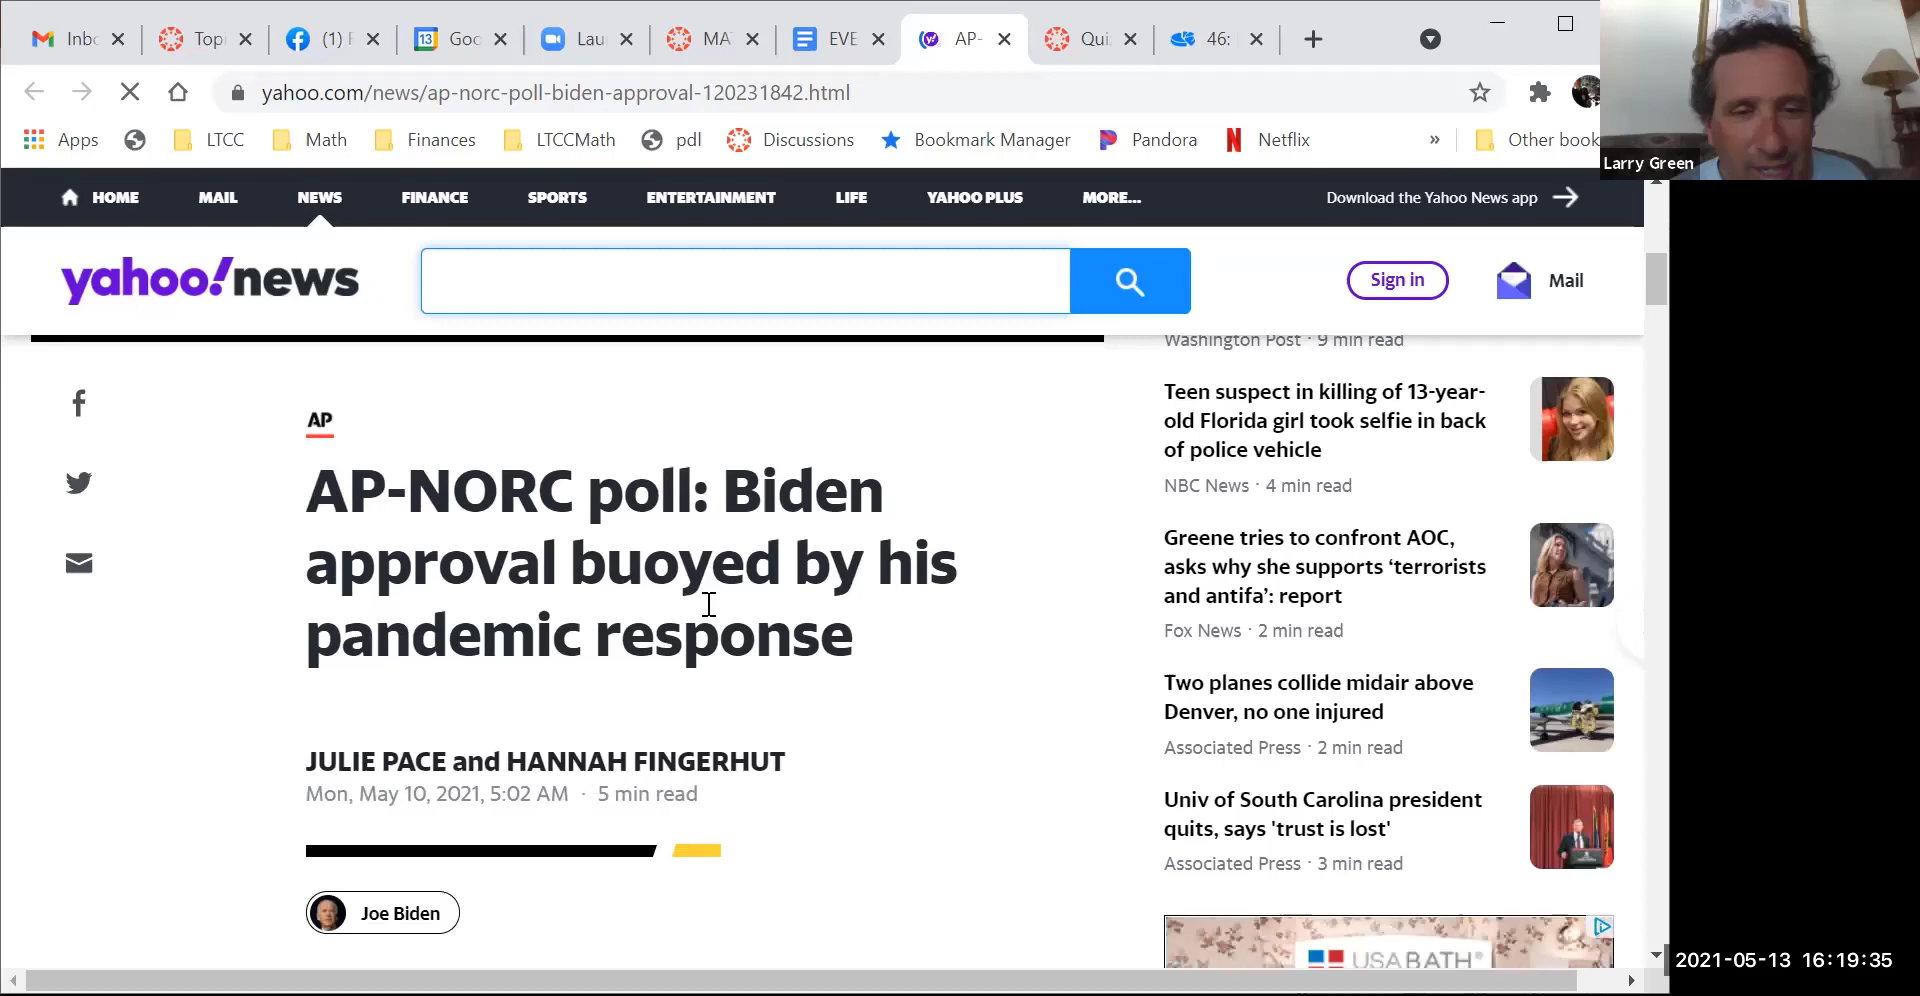 Inbc
Topi
(1) F
13
Goo
Lau
MA
EVE
AP-
Qui
46:
yahoo.com/news/ap-norc-poll-biden-approval-120231842.html
Apps
LTCC
Math
Finances
LTCCMath
pdl
Discussions
Bookmark Manager
Pandora
Netflix
»
Other book
Larry Green
HOME
MAIL
NEWS
FINANCE
SPORTS
ENTERTAINMENT
LIFE
YAHOO PLUS
MORE...
Download the Yahoo News app
yahoo!news
Sign in
Mail
Washington Post · 9 min read
Teen suspect in killing of 13-year-
old Florida girl took selfie in back
of police vehicle
NBC News · 4 min read
AP
AP-NORC poll: Biden
approval buoyed by his
pandemic response
Greene tries to confront AOC,
asks why she supports ‘terrorists
and antifa’: report
Fox News · 2 min read
Two planes collide midair above
Denver, no one injured
Associated Press · 2 min read
JULIE PACE and HANNAH FINGERHUT
Mon, May 10, 2021, 5:02 AM · 5 min read
Univ of South Carolina president
quits, says 'trust is lost'
Associated Press · 3 min read
Joe Biden
USABATH®
2021-05-13 16:19:35